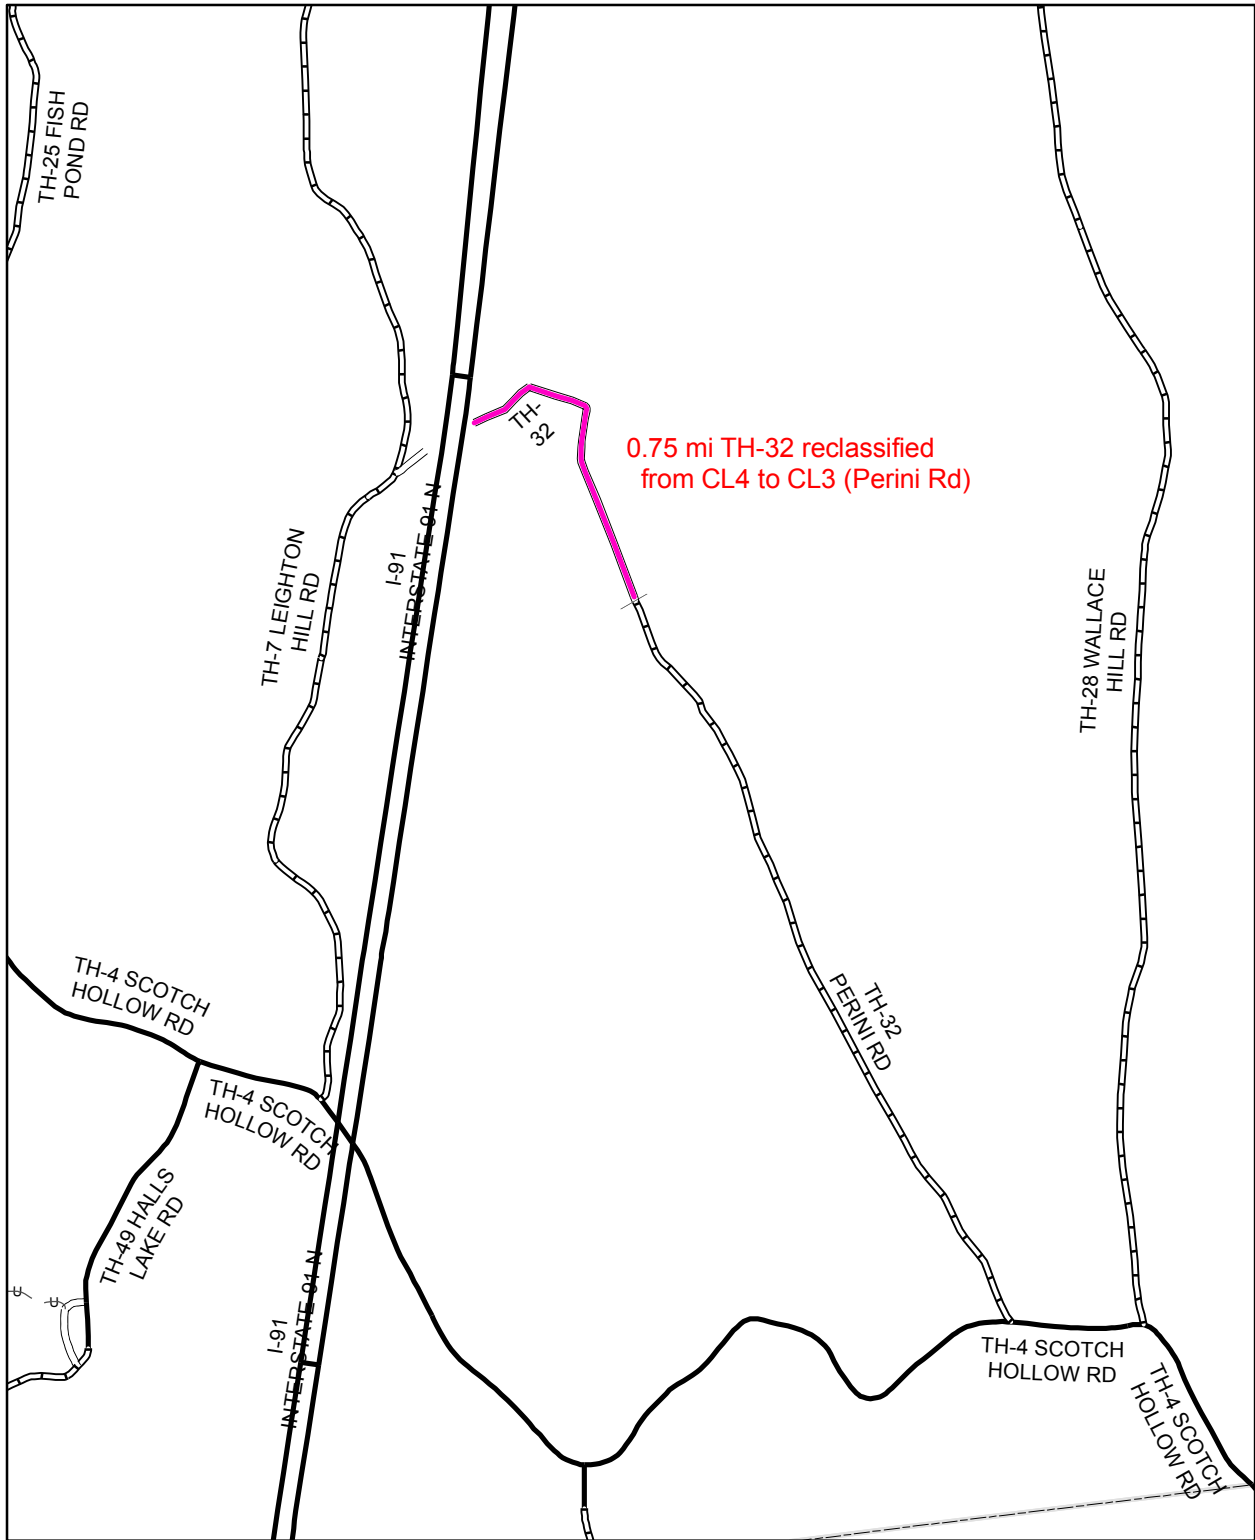 TH-25 FISH
POND RD
TH-
32
0.75 mi TH-32 reclassified
from CL4 to CL3 (Perini Rd)
I-91
INTERSTATE 91 N
TH-7 LEIGHTON
HILL RD
TH-28 WALLACE
HILL RD
TH-4 SCOTCH
HOLLOW RD
TH-32
PERINI RD
TH-4 SCOTCH
HOLLOW RD
TH-49 HALLS
LAKE RD
I-91
INTERSTATE 91 N
TH-4 SCOTCH
HOLLOW RD
TH-4 SCOTCH
HOLLOW RD